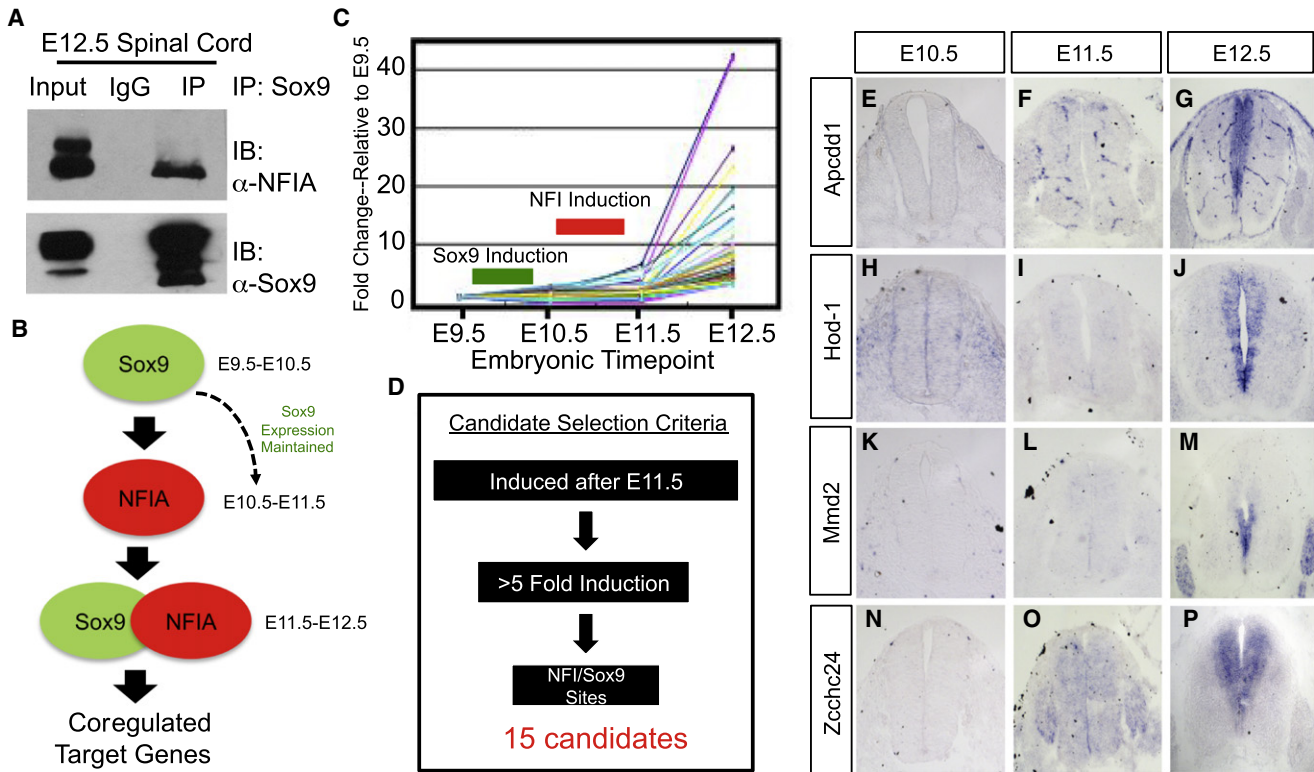 A
E12.5 Spinal Cord
Input IgG IP IP: Sox9
IB:
α-NFIA
IB:
α-Sox9
B
Sox9
E9.5-E10.5
Sox9
Expression
Maintained
NFIA
E10.5-E11.5
Sox9 NFIA
E11.5-E12.5
Coregulated
Target Genes
C
Fold Change--Relative to E9.5
40
30
20
10
0
NFI Induction
Sox9 Induction
E9.5 E10.5 E11.5 E12.5
Embryonic Timepoint
D
Candidate Selection Criteria
Induced after E11.5
>5 Fold Induction
NFI/Sox9
Sites
15 candidates
E10.5 E11.5 E12.5
Apcdd1
E F G
Hod-1
H I J
Mmd2
K L M
Zcchc24
N O P